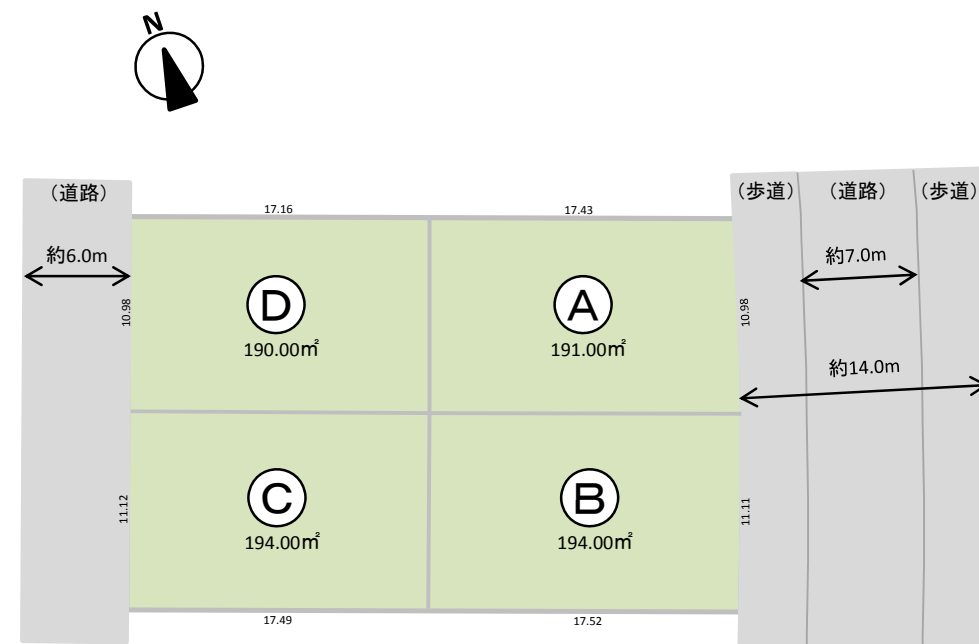 N
（道路）
約6.0m
17.16
17.43
（歩道）
（道路）
（歩道）
約7.0m
約14.0m
10.98
D
190.00㎡
A
191.00㎡
10.98
11.12
C
194.00㎡
B
194.00㎡
11.11
17.49
17.52